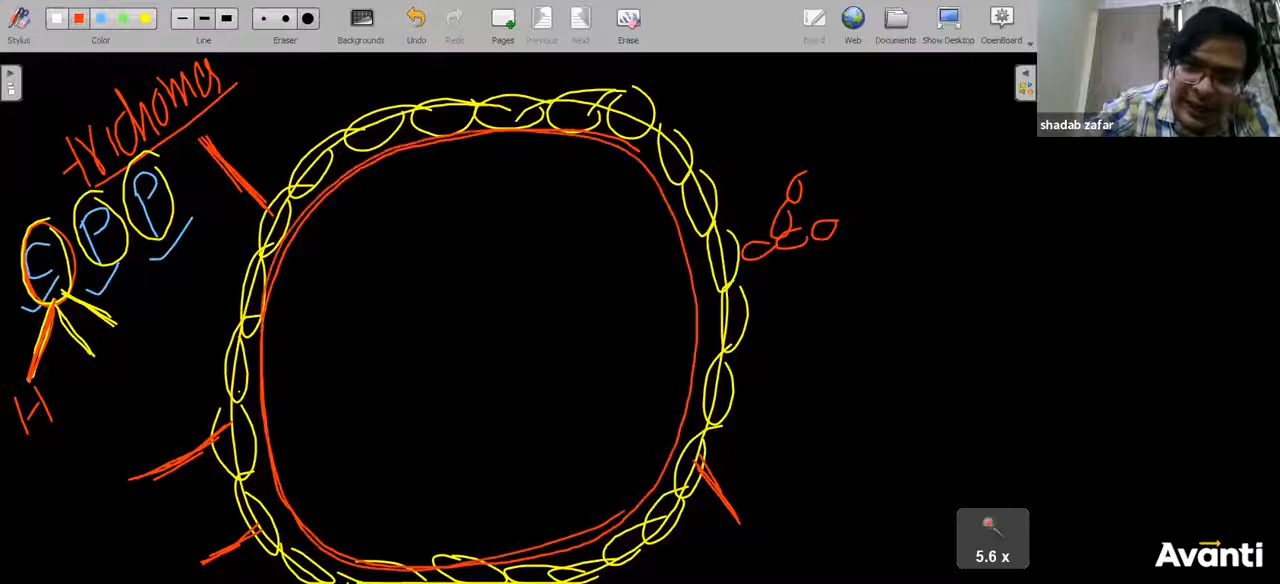 Stylus Color Line Eraser Backgrounds Undo Redo Pages Previous Next Erase Board Web Documents Show Desktop OpenBoard
shadab zafar
trichomes
C P P
H
5.6 x
Avanti